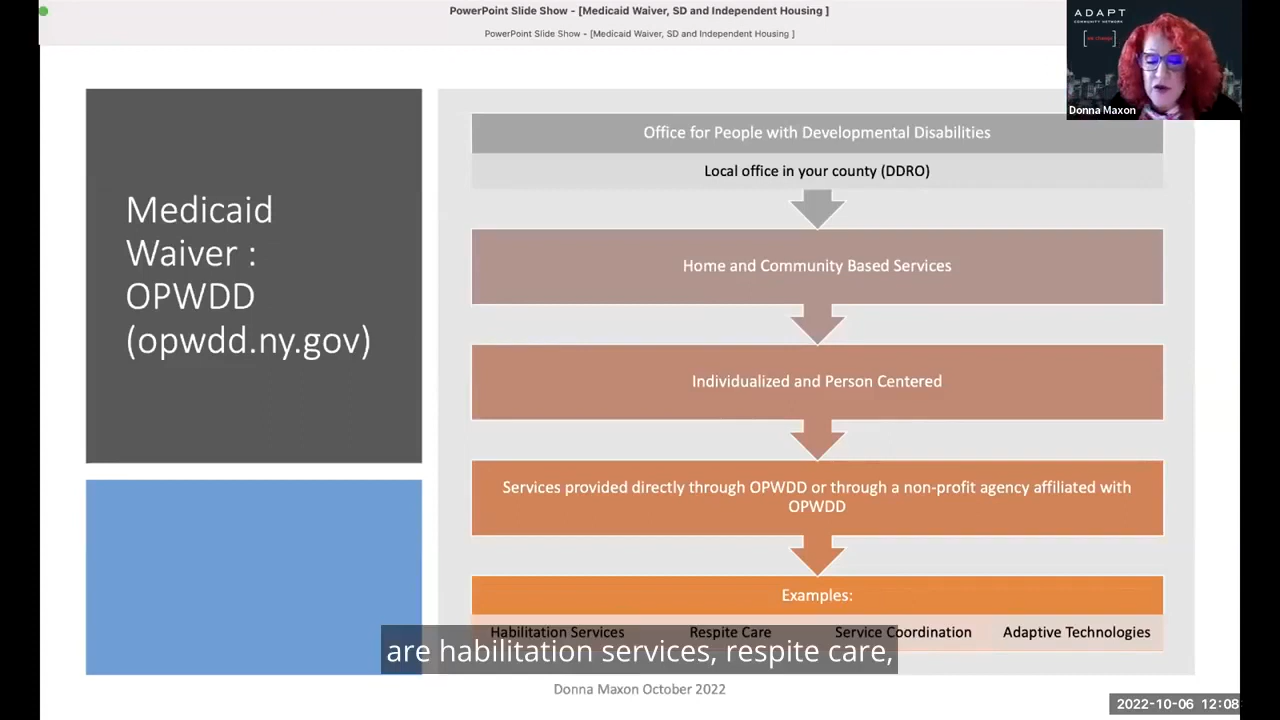 PowerPoint Slide Show - [Medicaid Waiver, SD and Independent Housing ]
PowerPoint Slide Show - [Medicaid Waiver, SD and Independent Housing ]
ADAPT
COMMUNITY NETWORK
Donna Maxon
Medicaid
Waiver :
OPWDD
(opwdd.ny.gov)
Office for People with Developmental Disabilities
Local office in your county (DDRO)
Home and Community Based Services
Individualized and Person Centered
Services provided directly through OPWDD or through a non-profit agency affiliated with
OPWDD
Examples:
Habilitation Services Respite Care Service Coordination Adaptive Technologies
are habilitation services, respite care,
Donna Maxon October 2022
2022-10-06 12:08